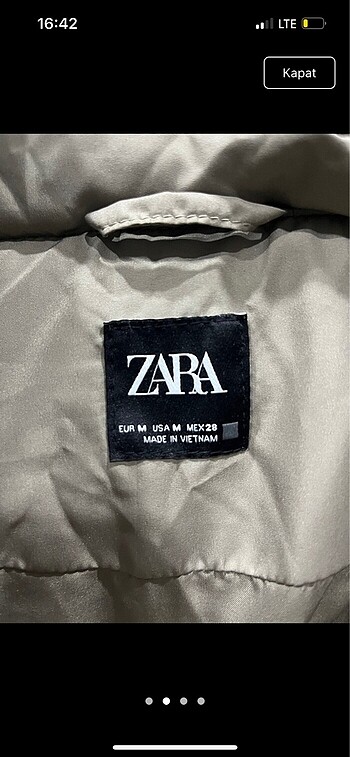 16:42
LTE
Kapat
ZARA
EUR M USA M MEX 28
MADE IN VIETNAM